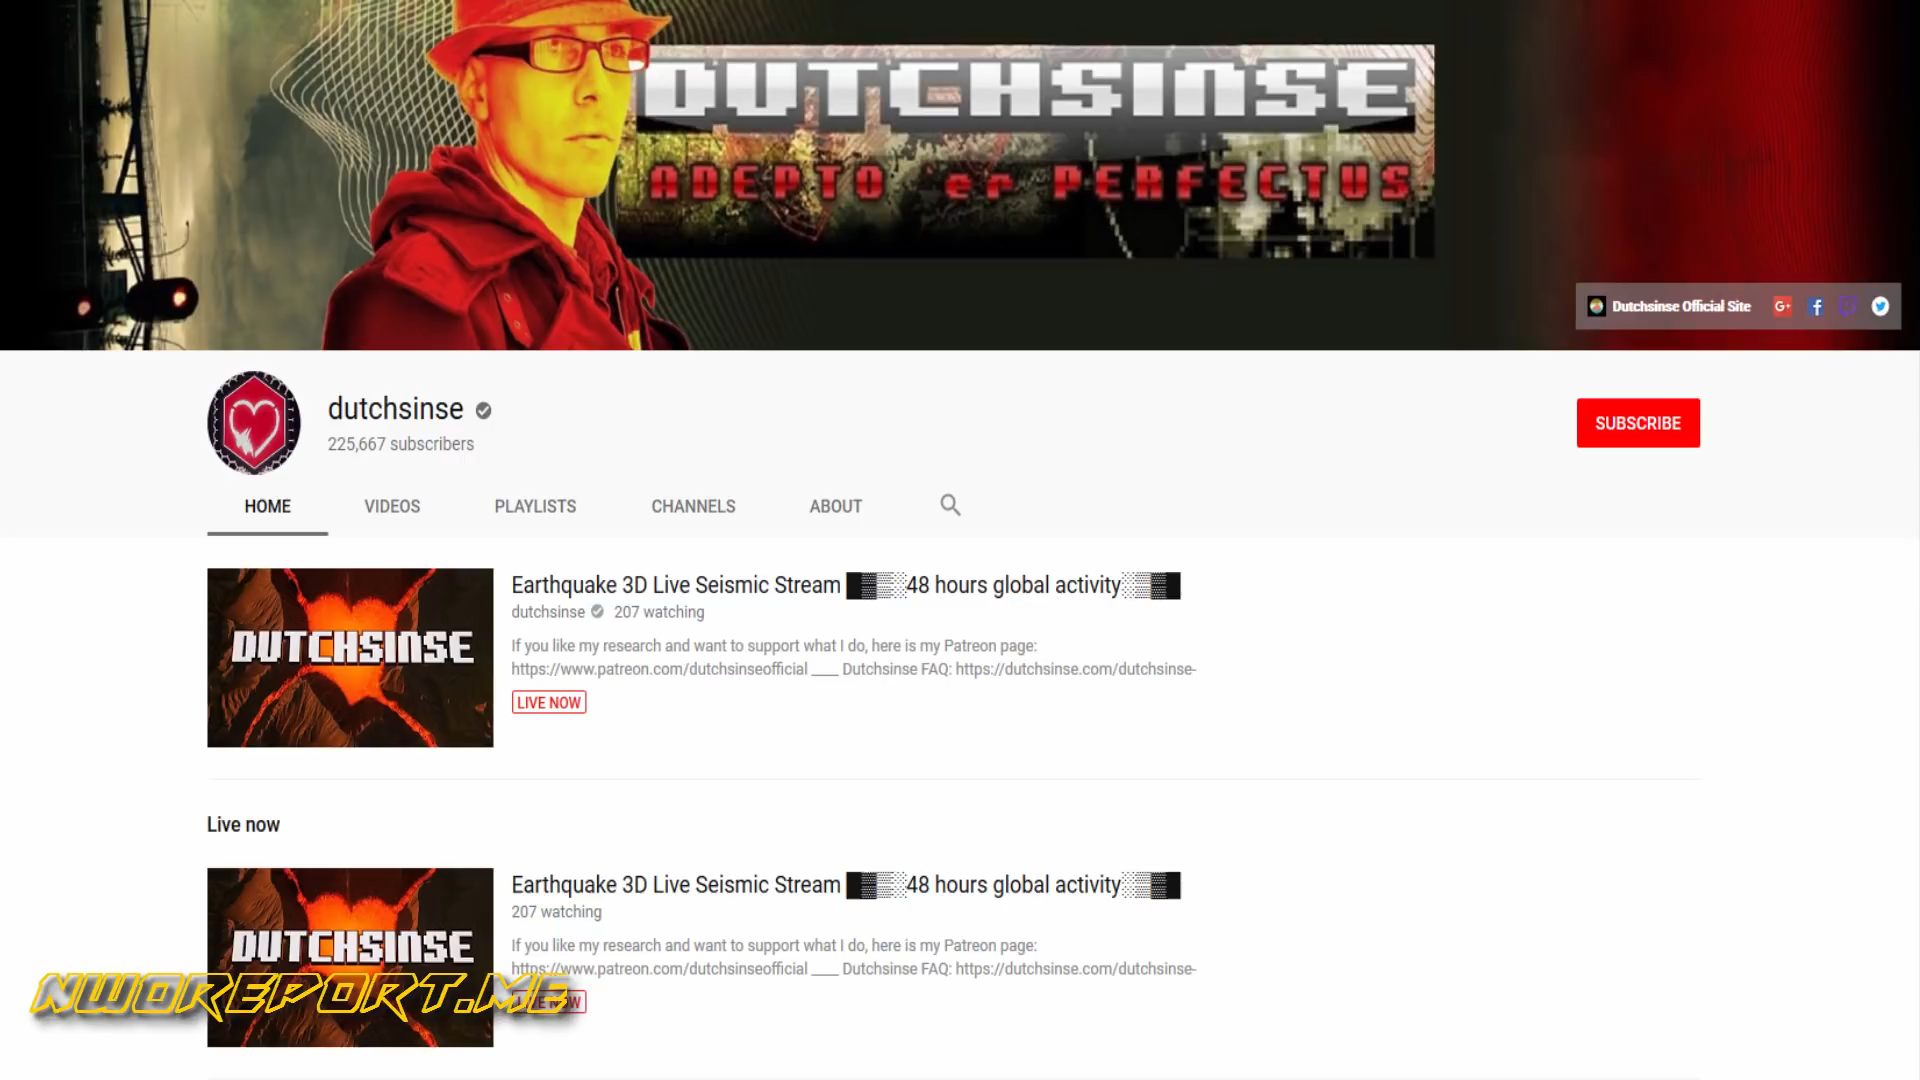 DUTCHSINSE
ADEPTO er PERFECTUS
Dutchsinse Official Site
dutchsinse
225,667 subscribers
SUBSCRIBE
HOME VIDEOS PLAYLISTS CHANNELS ABOUT
DUTCHSINSE
Earthquake 3D Live Seismic Stream █▓▒░48 hours global activity░▒▓█
dutchsinse 207 watching
If you like my research and want to support what I do, here is my Patreon page:
https://www.patreon.com/dutchsinseofficial ____ Dutchsinse FAQ: https://dutchsinse.com/dutchsinse-
LIVE NOW
Live now
DUTCHSINSE
Earthquake 3D Live Seismic Stream █▓▒░48 hours global activity░▒▓█
207 watching
If you like my research and want to support what I do, here is my Patreon page:
https://www.patreon.com/dutchsinseofficial ____ Dutchsinse FAQ: https://dutchsinse.com/dutchsinse-
LIVE NOW
NWOREPORT.ME